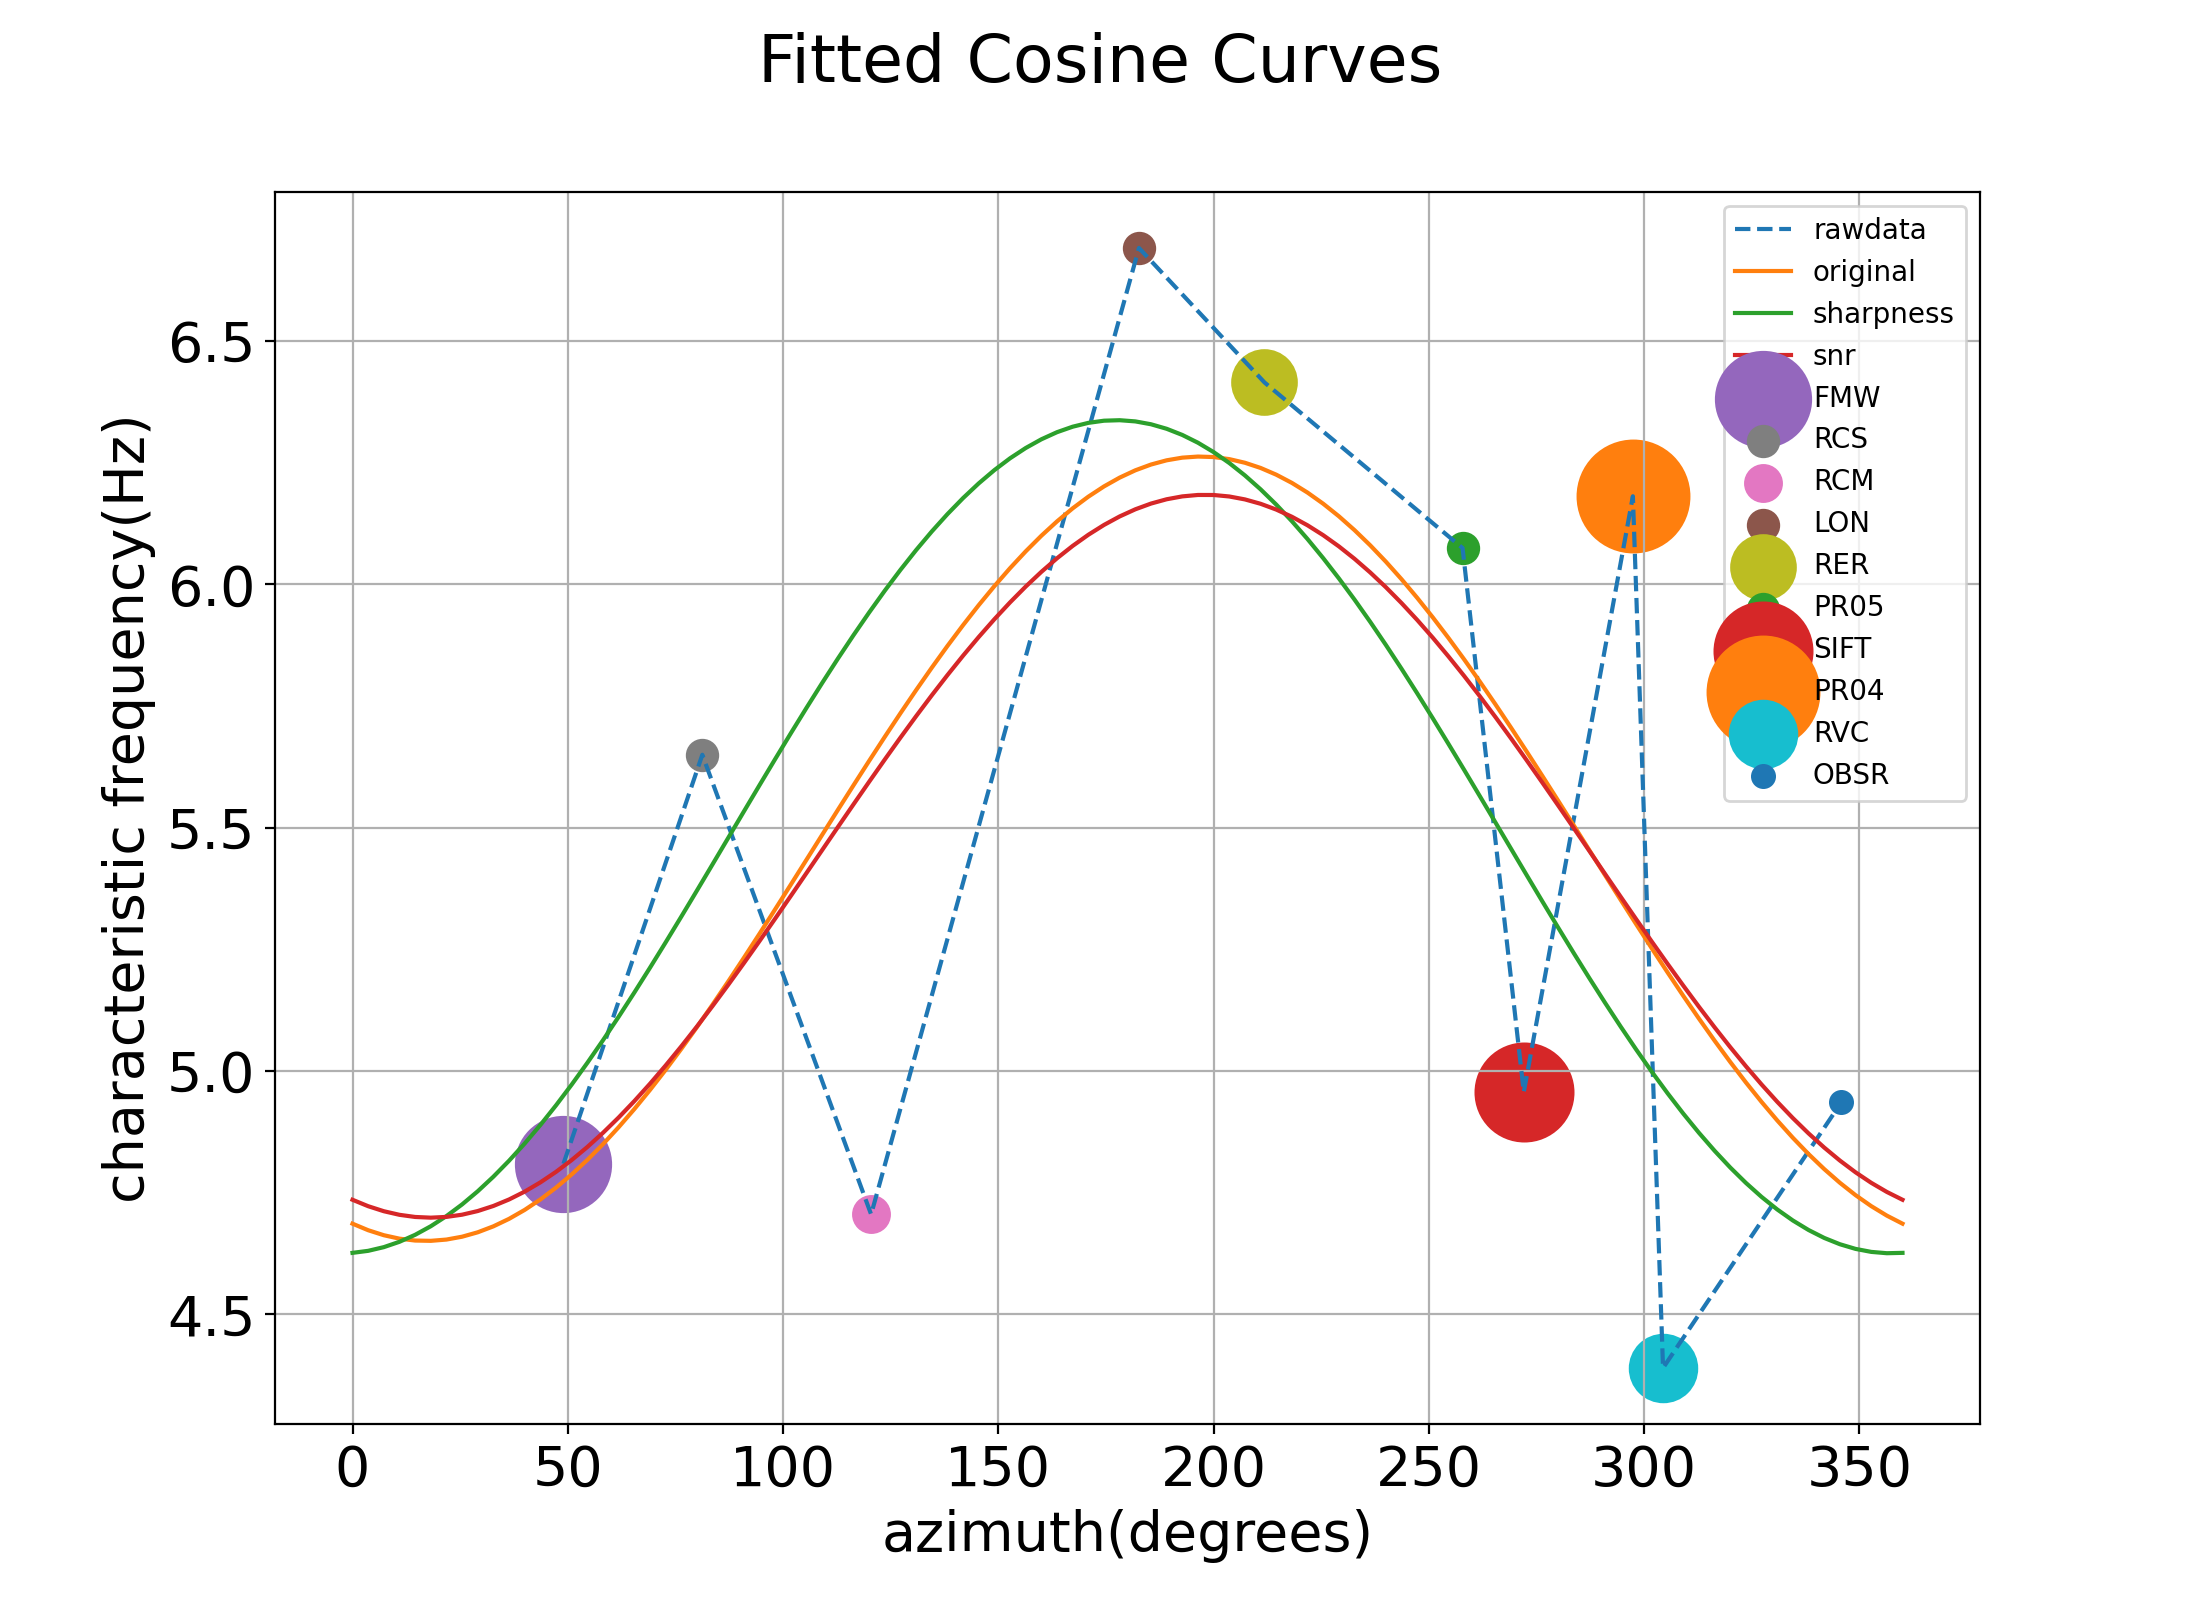 Fitted Cosine Curves
rawdata
original
sharpness
snr
FMW
RCS
RCM
LON
RER
PR05
SIFT
PR04
RVC
OBSR
characteristic frequency(Hz)
6.5
6.0
5.5
5.0
4.5
0 50 100 150 200 250 300 350
azimuth(degrees)